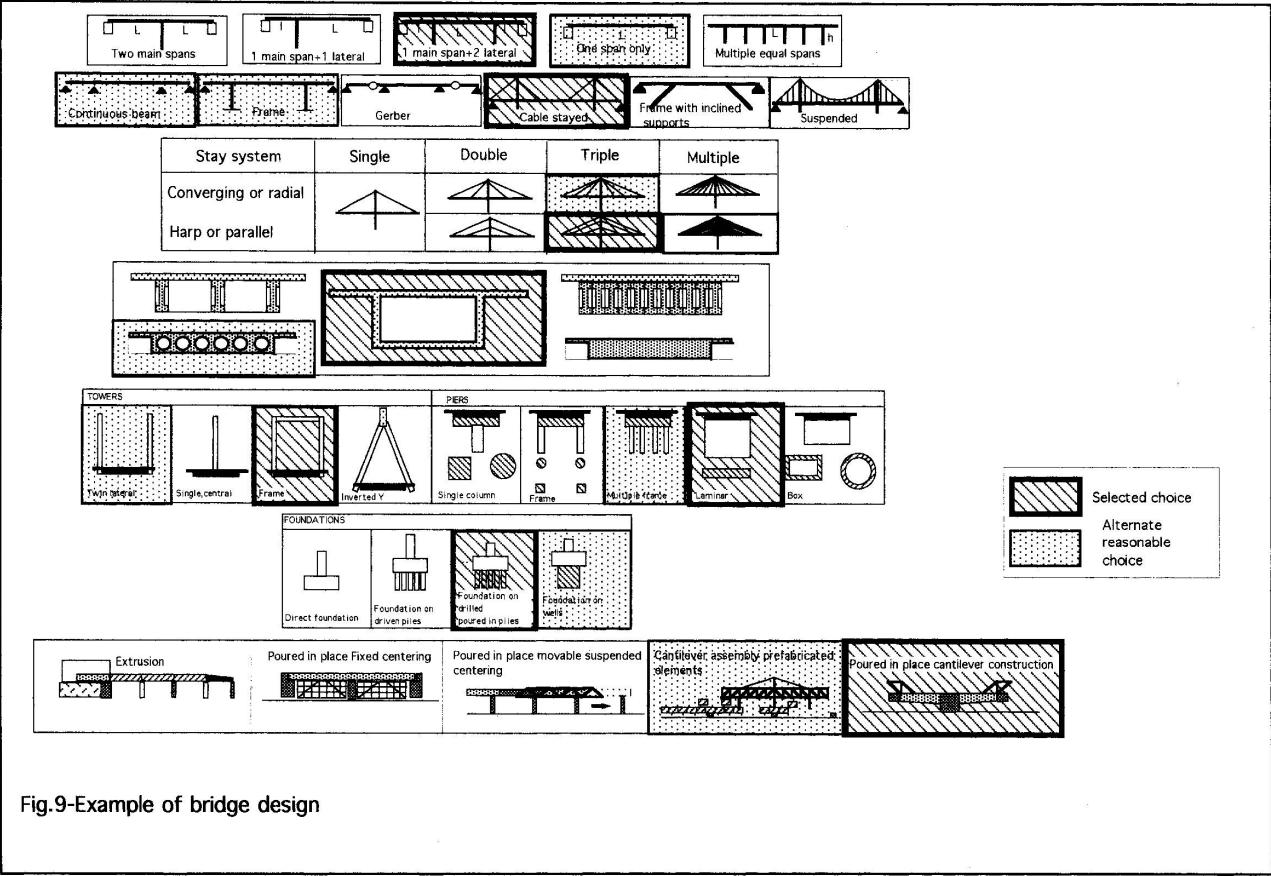 L L
Two main spans
l L
1 main span+1 lateral
l L l
1 main span+2 lateral
L
One span only
L h
Multiple equal spans
Continuous beam
Frame
Gerber
Cable stayed
Frame with inclined
supports
Suspended
Stay system Single Double Triple Multiple
Converging or radial
Harp or parallel
TOWERS
Twin lateral
Single,central
Frame
Inverted Y
PIERS
Single column
Frame
Multiple frame
Laminar
Box
Selected choice
Alternate
reasonable
choice
FOUNDATIONS
Direct foundation
Foundation on
driven piles
Foundation on
drilled
poured in piles
Foundation on
wells
Extrusion
Poured in place Fixed centering
Poured in place movable suspended
centering
Cantilever assembly prefabricated
elements
Poured in place cantilever construction
Fig.9-Example of bridge design